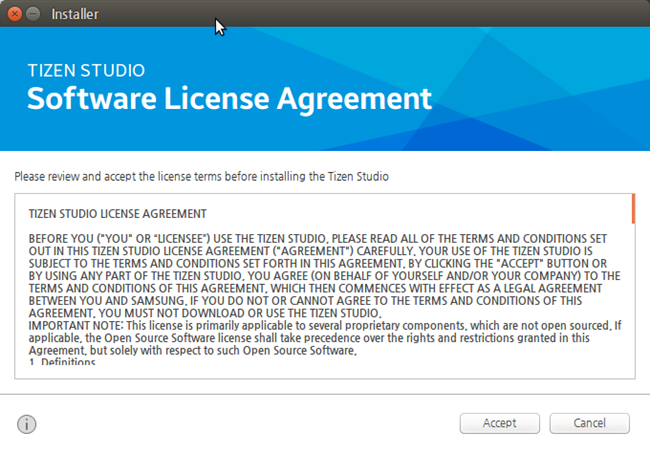 Installer
TIZEN STUDIO
Software License Agreement
Please review and accept the license terms before installing the Tizen Studio
TIZEN STUDIO LICENSE AGREEMENT
BEFORE YOU ("YOU" OR "LICENSEE") USE THE TIZEN STUDIO, PLEASE READ ALL OF THE TERMS AND CONDITIONS SET
OUT IN THIS TIZEN STUDIO LICENSE AGREEMENT ("AGREEMENT") CAREFULLY. YOUR USE OF THE TIZEN STUDIO IS
SUBJECT TO THE TERMS AND CONDITIONS SET FORTH IN THIS AGREEMENT. BY CLICKING THE "ACCEPT" BUTTON OR
BY USING ANY PART OF THE TIZEN STUDIO, YOU AGREE (ON BEHALF OF YOURSELF AND/OR YOUR COMPANY) TO THE
TERMS AND CONDITIONS OF THIS AGREEMENT, WHICH THEN COMMENCES WITH EFFECT AS A LEGAL AGREEMENT
BETWEEN YOU AND SAMSUNG. IF YOU DO NOT OR CANNOT AGREE TO THE TERMS AND CONDITIONS OF THIS
AGREEMENT, YOU MUST NOT DOWNLOAD OR USE THE TIZEN STUDIO.
IMPORTANT NOTE: This license is primarily applicable to several proprietary components, which are not open sourced. If
applicable, the Open Source Software license shall take precedence over the rights and restrictions granted in this
Agreement, but solely with respect to such Open Source Software.
1. Definitions
Accept
Cancel